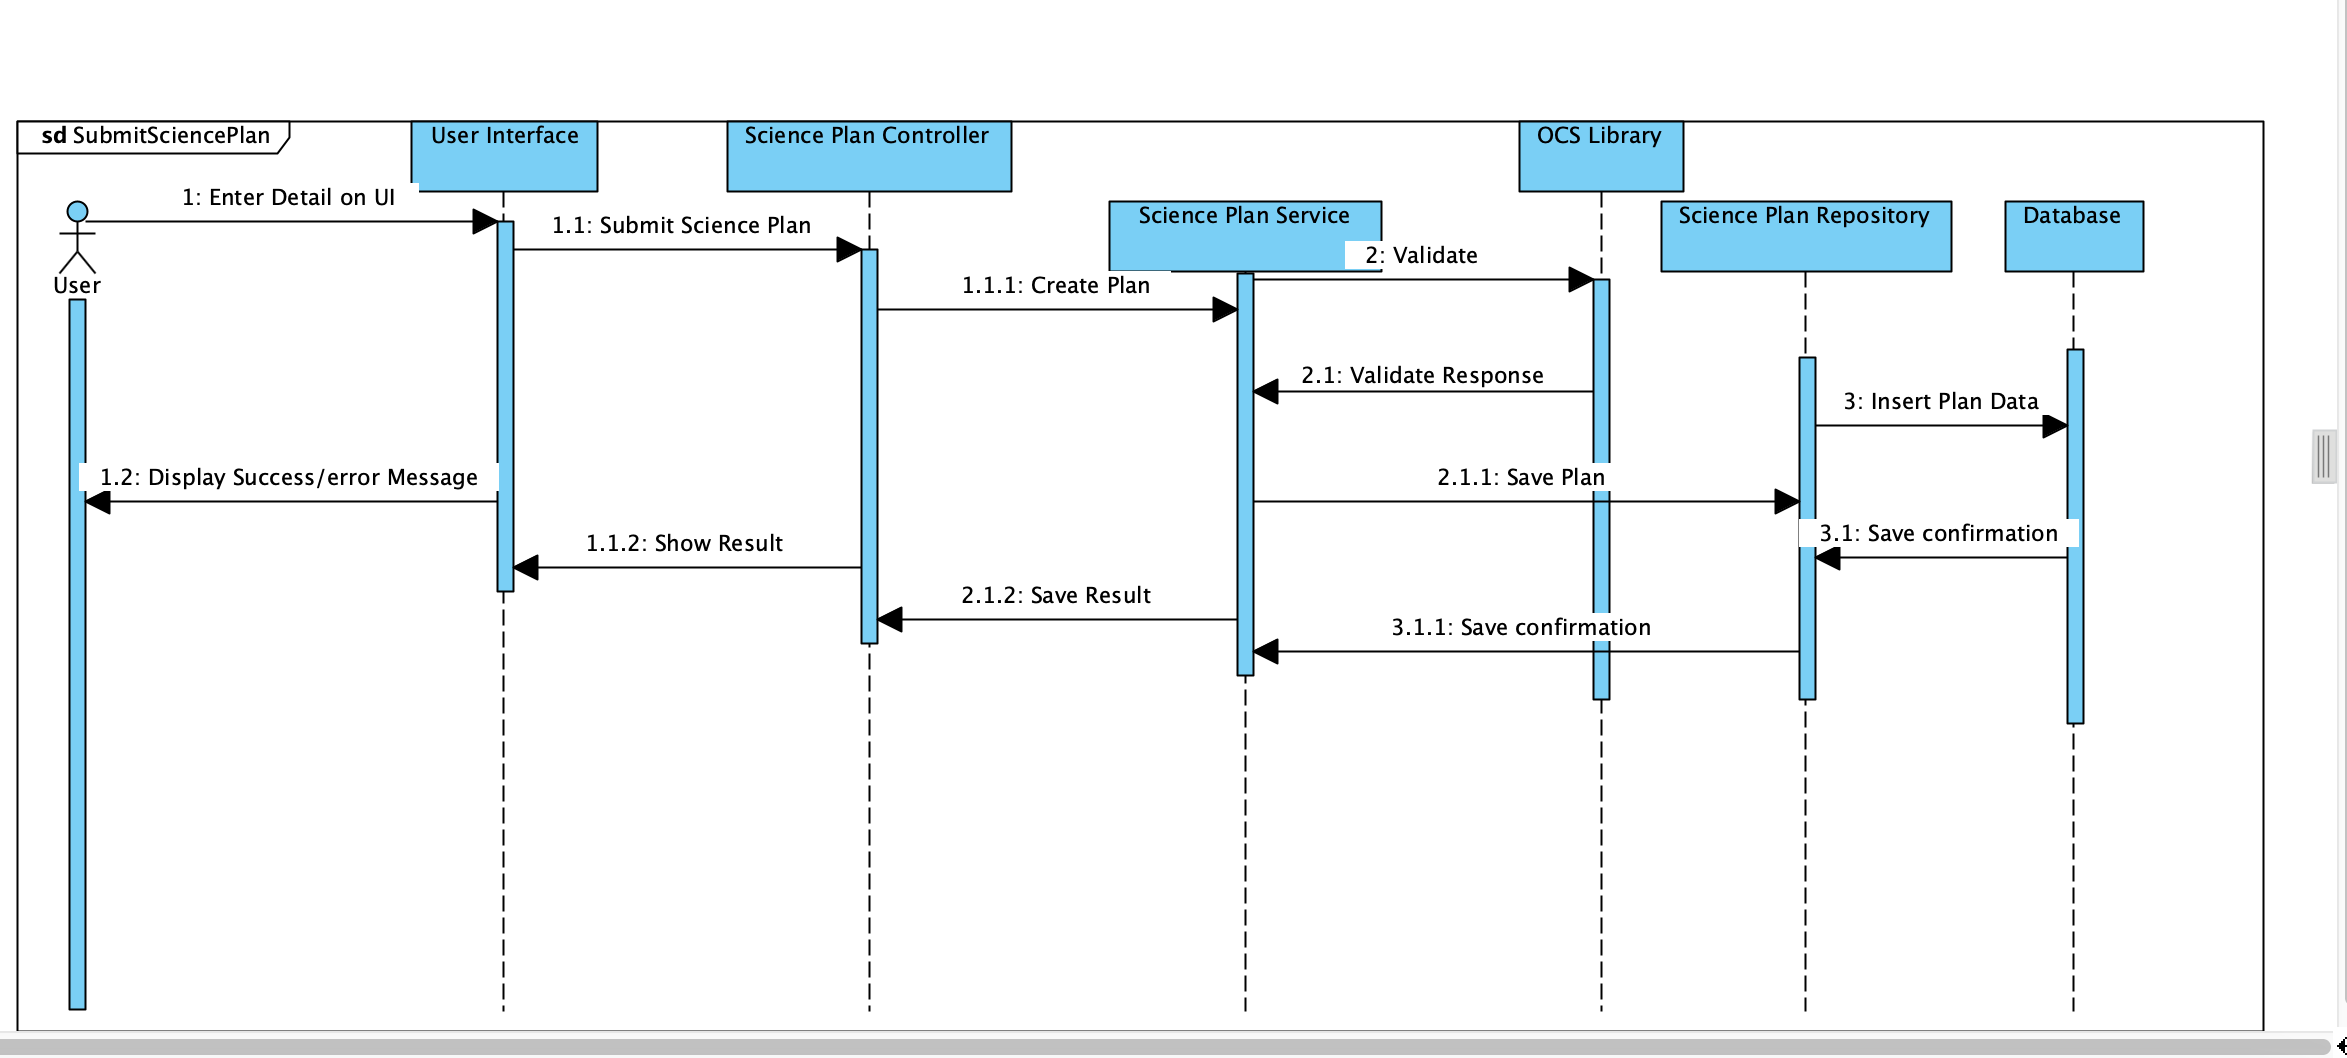 sd SubmitSciencePlan
User Interface
Science Plan Controller
OCS Library
1: Enter Detail on UI
Science Plan Service
Science Plan Repository
Database
1.1: Submit Science Plan
2: Validate
User
1.1.1: Create Plan
2.1: Validate Response
3: Insert Plan Data
1.2: Display Success/error Message
2.1.1: Save Plan
3.1: Save confirmation
1.1.2: Show Result
2.1.2: Save Result
3.1.1: Save confirmation